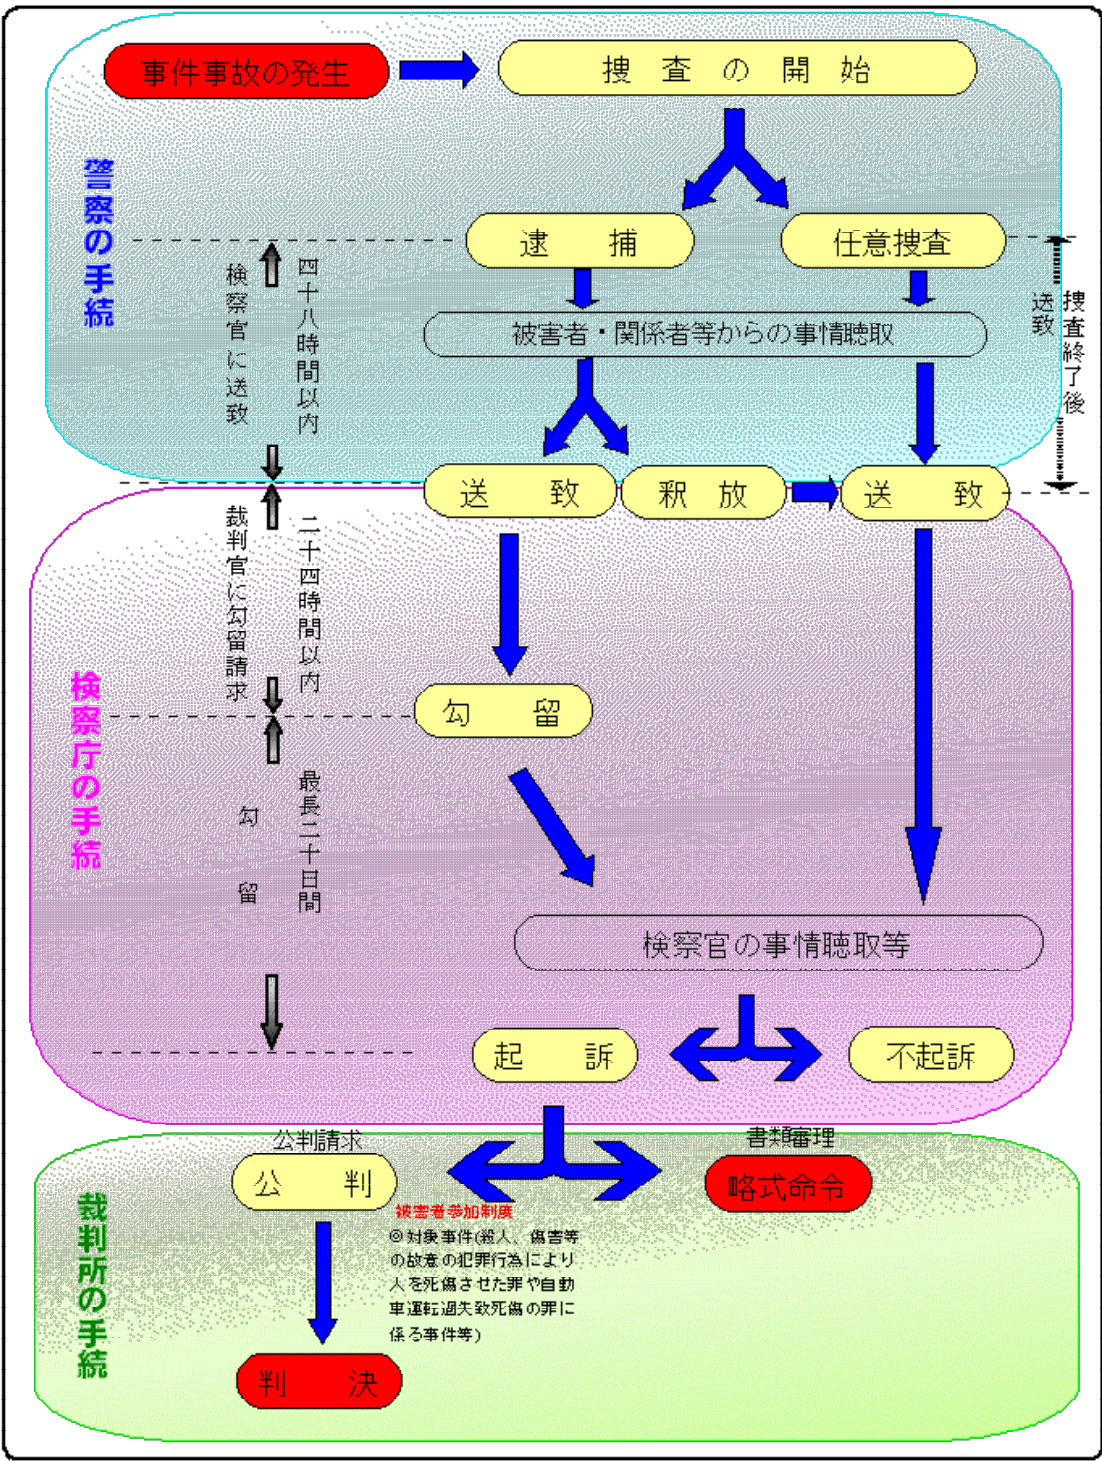 事件事故の発生
捜査の開始
警察の手続
逮捕
任意捜査
四十八時間以内
検察官に送致
捜査終了後
送致
被害者・関係者等からの事情聴取
送致
釈放
送致
二十四時間以内
裁判官に勾留請求
検察庁の手続
勾留
最長二十日間
勾留
検察官の事情聴取等
起訴
不起訴
公判請求
書類審理
公判
略式命令
裁判所の手続
被害者参加制度
◎対象事件(殺人、傷害等
の故意の犯罪行為により
人を死傷させた罪や自動
車運転過失致死傷の罪に
係る事件等)
判決